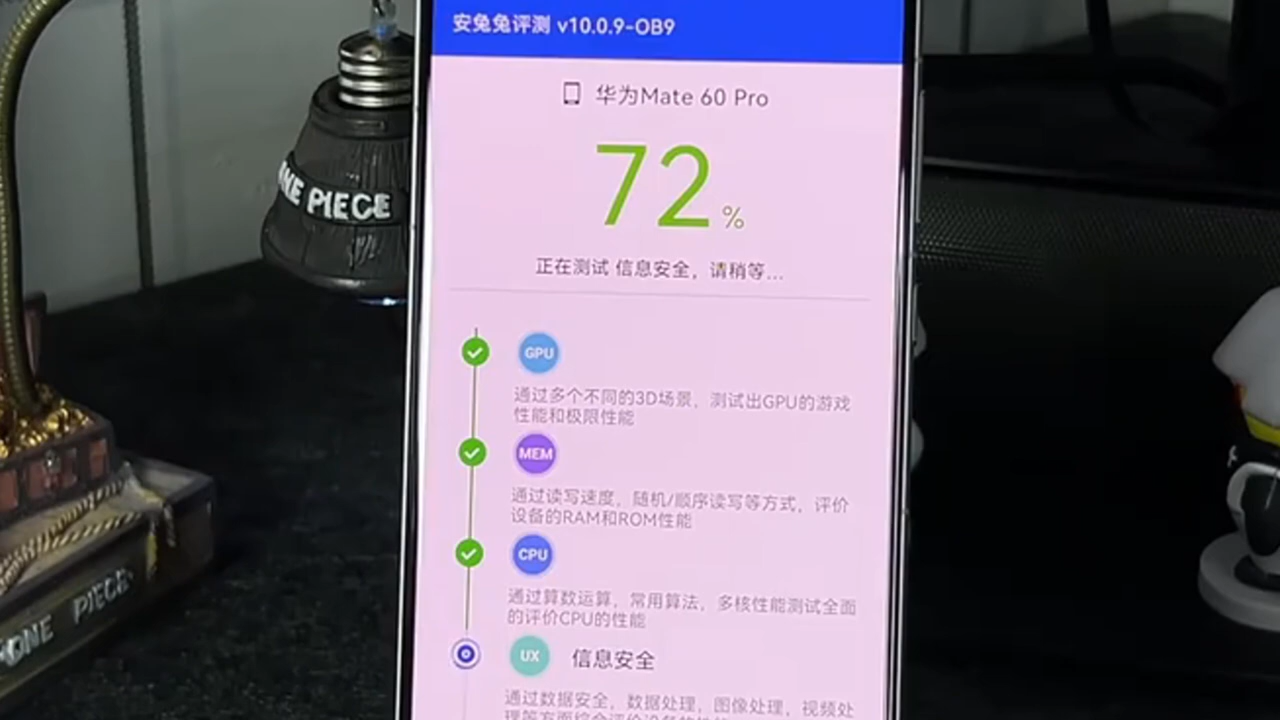 安兔兔评测 v10.0.9-OB9
华为Mate 60 Pro
72%
正在测试 信息安全，请稍等...
GPU
通过多个不同的3D场景，测试出GPU的游戏
性能和极限性能
MEM
通过读写速度，随机/顺序读写等方式，评价
设备的RAM和ROM性能
CPU
通过算数运算，常用算法，多核性能测试全面
的评价CPU的性能
UX 信息安全
通过数据安全，数据处理，图像处理，视频处
ONE PIECE
ONE PIECE